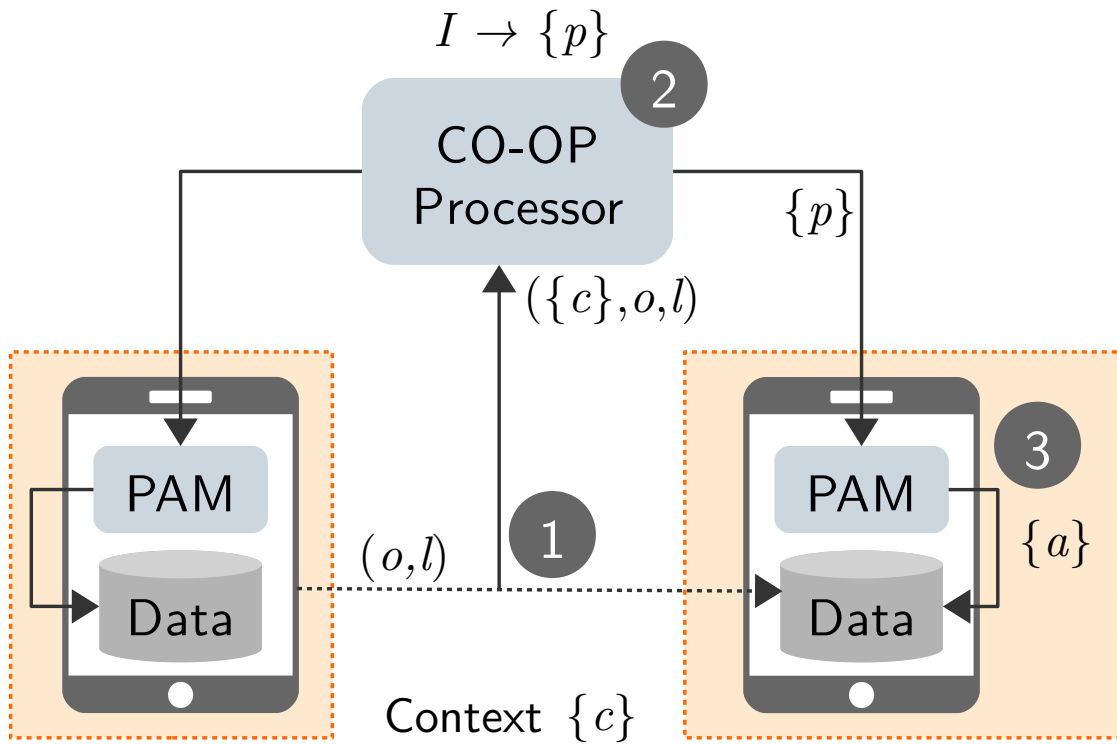 I → {p}
2
CO-OP
Processor
{p}
({c},o,l)
PAM
Data
(o,l)
1
PAM
3
{a}
Data
Context {c}